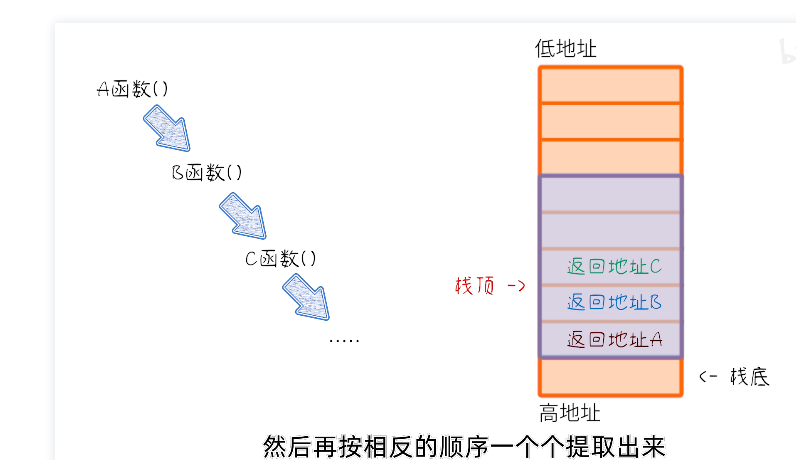 低地址
A函数()
B函数()
C函数()
.....
返回地址C
栈顶 ->
返回地址B
返回地址A
<- 栈底
高地址
然后再按相反的顺序一个个提取出来